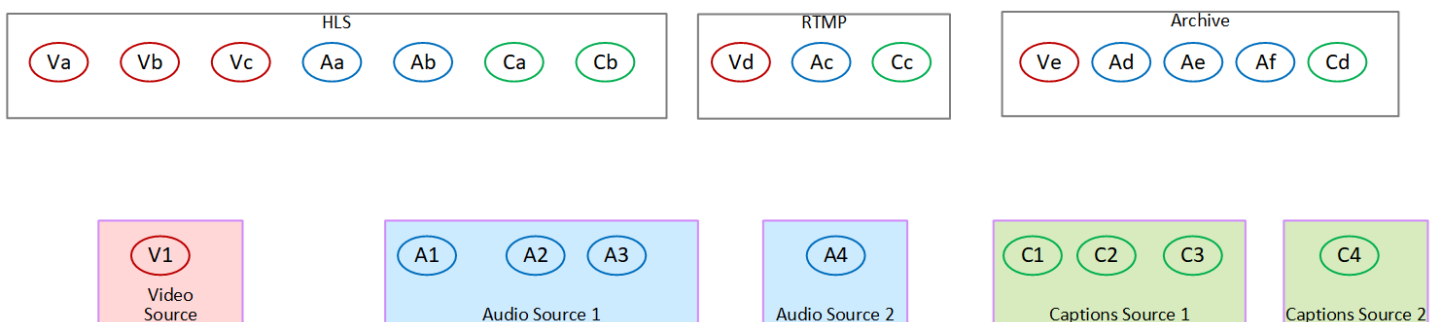 HLS
Va Vb Vc Aa Ab Ca Cb
RTMP
Vd Ac Cc
Archive
Ve Ad Ae Af Cd
V1
Video
Source
A1 A2 A3
Audio Source 1
A4
Audio Source 2
C1 C2 C3
Captions Source 1
C4
Captions Source 2